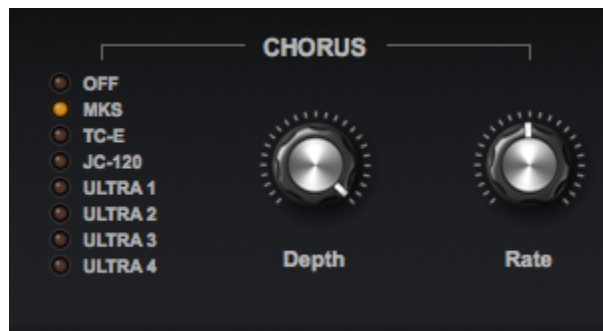 CHORUS
OFF
MKS
TC-E
JC-120
ULTRA 1
ULTRA 2
ULTRA 3
ULTRA 4
Depth
Rate